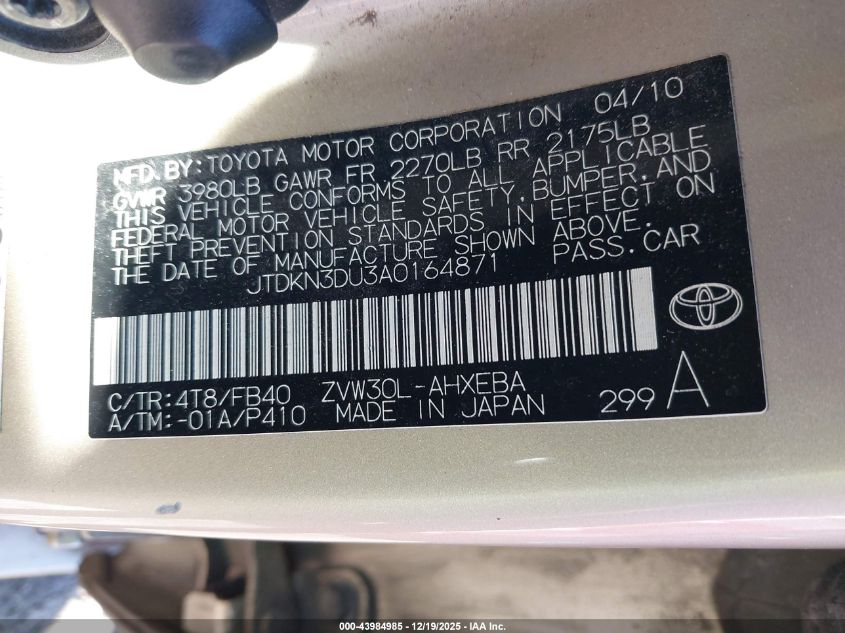 MFD. BY: TOYOTA MOTOR CORPORATION 04/10
GVWR 3980LB GAWR FR 2270LB RR 2175LB
THIS VEHICLE CONFORMS TO ALL APPLICABLE
FEDERAL MOTOR VEHICLE SAFETY, BUMPER, AND
THEFT PREVENTION STANDARDS IN EFFECT ON
THE DATE OF MANUFACTURE SHOWN ABOVE.
JTDKN3DU3A0164871 PASS. CAR
C/TR: 4T8/FB40 ZVW30L-AHXEBA
A/TM: -01A/P410 MADE IN JAPAN 299 A
000-43984985 | 12/19/2025 - IAA Inc.